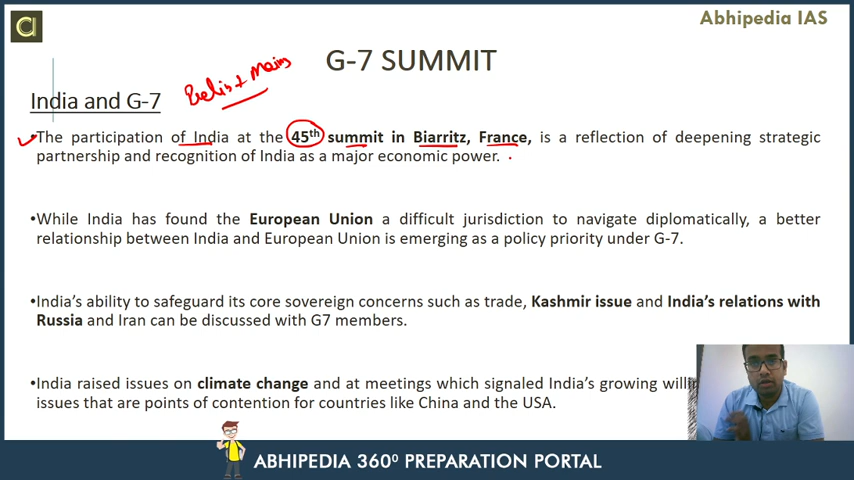 Abhipedia IAS
a
G-7 SUMMIT
Prelis + Mains
India and G-7
•The participation of India at the 45th summit in Biarritz, France, is a reflection of deepening strategic
partnership and recognition of India as a major economic power.
•While India has found the European Union a difficult jurisdiction to navigate diplomatically, a better
relationship between India and European Union is emerging as a policy priority under G-7.
•India's ability to safeguard its core sovereign concerns such as trade, Kashmir issue and India's relations with
Russia and Iran can be discussed with G7 members.
•India raised issues on climate change and at meetings which signaled India's growing
issues that are points of contention for countries like China and the USA.
ABHIPEDIA 360⁰ PREPARATION PORTAL